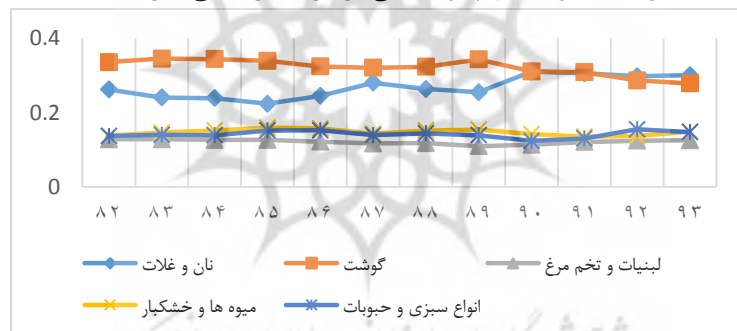 0.4
0.2
0
۸۲ ۸۳ ۸۴ ۸۵ ۸۶ ۸۷ ۸۸ ۸۹ ۹۰ ۹۱ ۹۲ ۹۳
نان و غلات گوشت لبنیات و تخم مرغ
میوه ها و خشکبار انواع سبزی و حبوبات